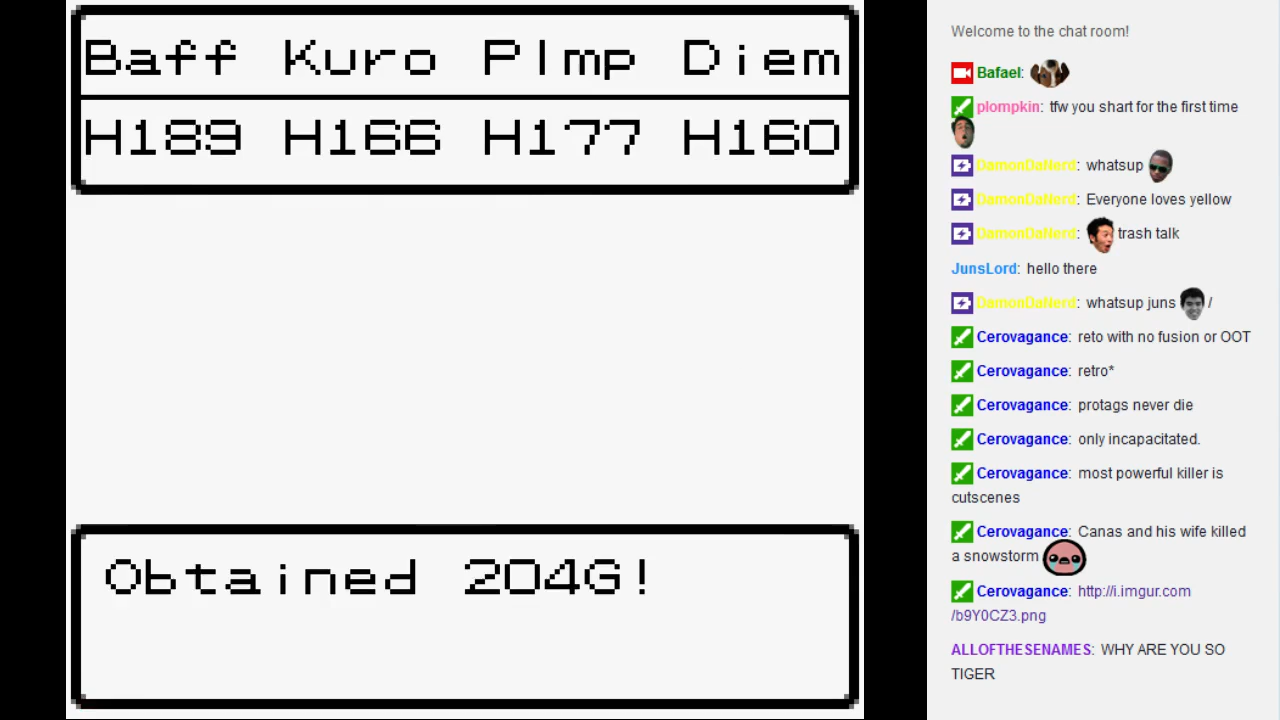 Baff Kuro Plmp Diem
H189 H166 H177 H160
Obtained 204G!
Welcome to the chat room!
Bafael:
plompkin: tfw you shart for the first time
DamonDaNerd: whatsup
DamonDaNerd: Everyone loves yellow
DamonDaNerd: trash talk
JunsLord: hello there
DamonDaNerd: whatsup juns /
Cerovagance: reto with no fusion or OOT
Cerovagance: retro*
Cerovagance: protags never die
Cerovagance: only incapacitated.
Cerovagance: most powerful killer is
cutscenes
Cerovagance: Canas and his wife killed
a snowstorm
Cerovagance: http://i.imgur.com
/b9Y0CZ3.png
ALLOFTHESENAMES: WHY ARE YOU SO
TIGER